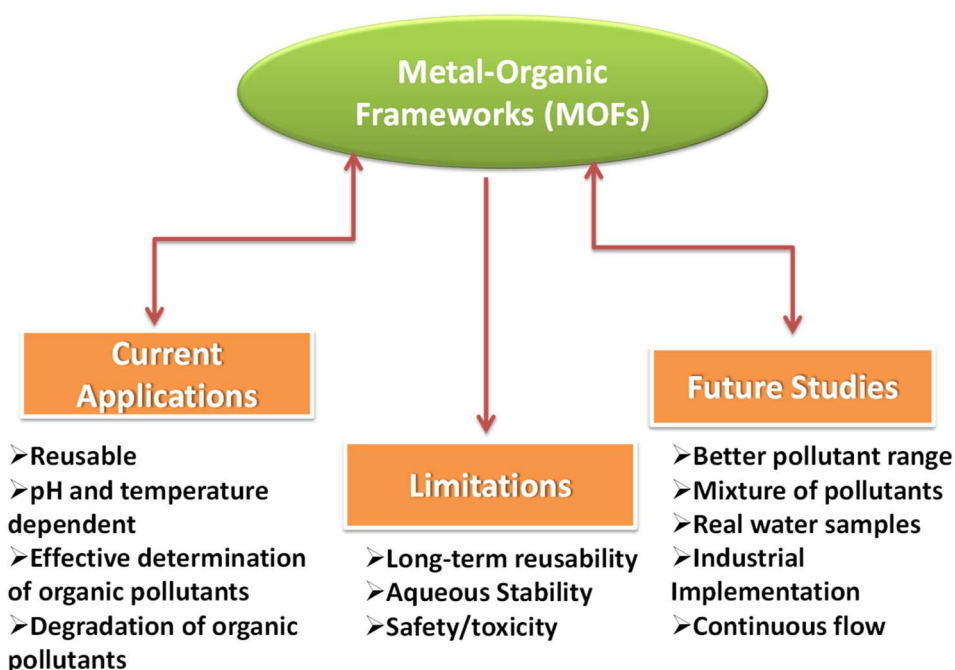 Metal-Organic
Frameworks (MOFs)
Current
Applications
➢Reusable
➢pH and temperature
dependent
➢Effective determination
of organic pollutants
➢Degradation of organic
pollutants
Limitations
➢Long-term reusability
➢Aqueous Stability
➢Safety/toxicity
Future Studies
➢Better pollutant range
➢Mixture of pollutants
➢Real water samples
➢Industrial
Implementation
➢Continuous flow